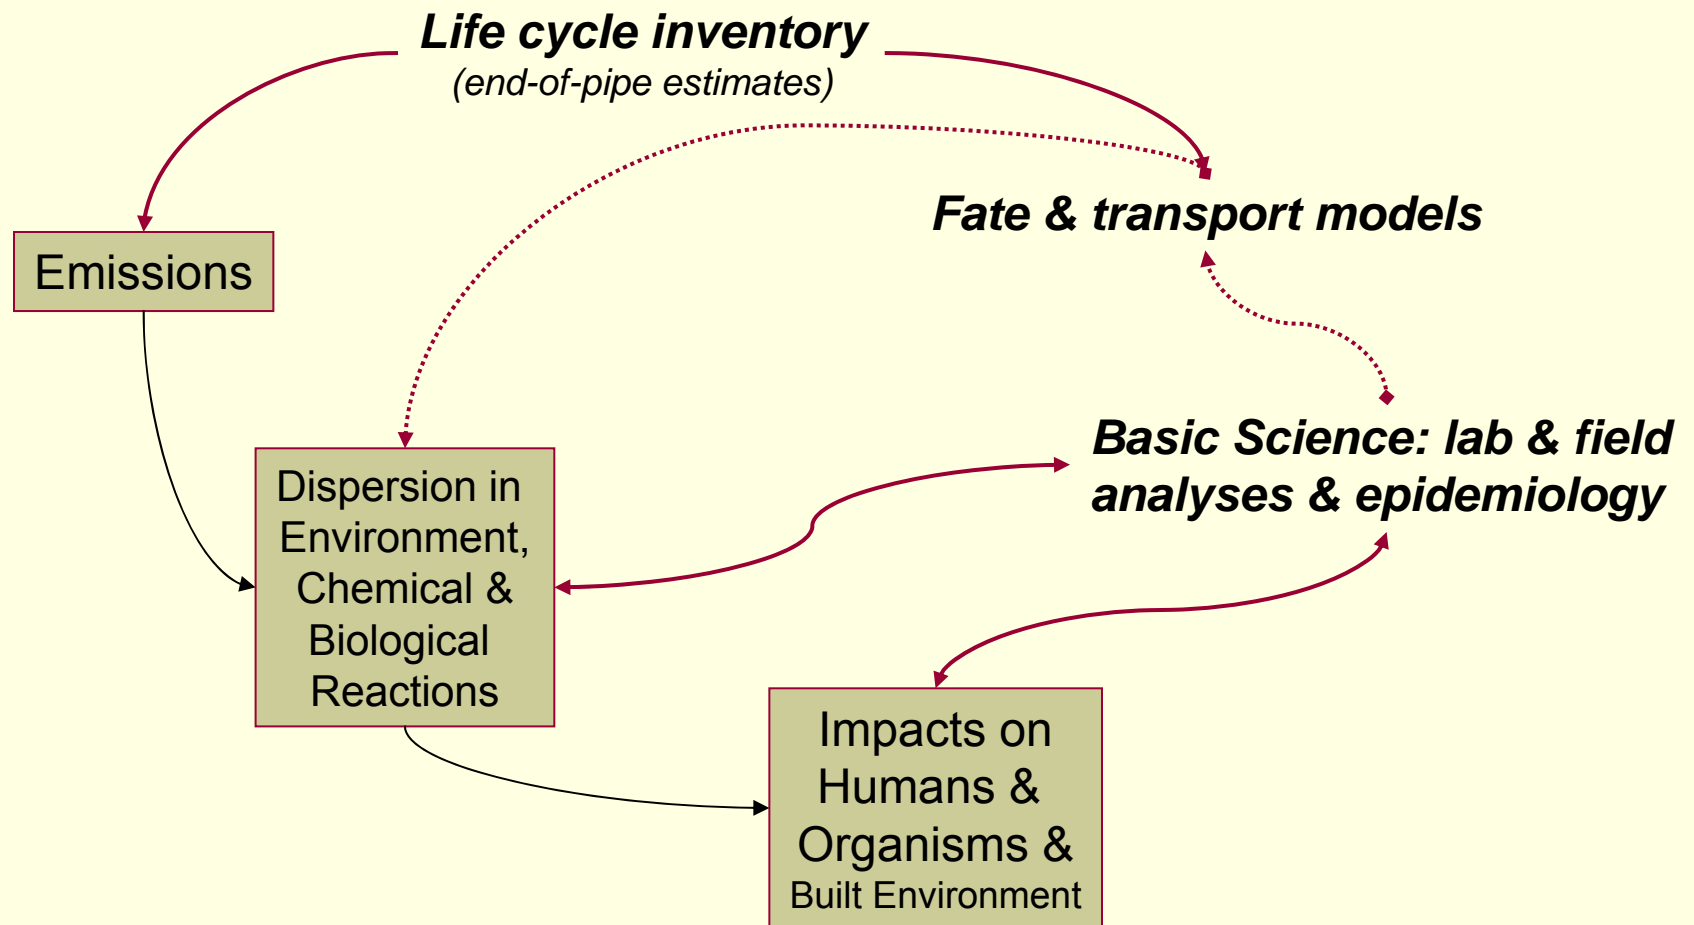 Life cycle inventory
(end-of-pipe estimates)
Fate & transport models
Emissions
Basic Science: lab & field
analyses & epidemiology
Dispersion in
Environment,
Chemical &
Biological
Reactions
Impacts on
Humans &
Organisms &
Built Environment